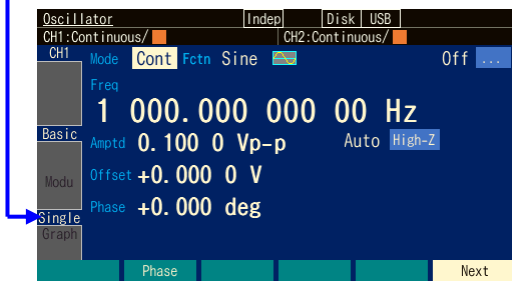 Oscillator Indep Disk USB
CH1:Continuous/ CH2:Continuous/
CH1 Mode Cont Fctn Sine Off ...
Freq
1 000.000 000 00 Hz
Basic Amptd 0.100 0 Vp-p Auto High-Z
Modu Offset +0.000 0 V
Single Phase +0.000 deg
Graph
Phase Next